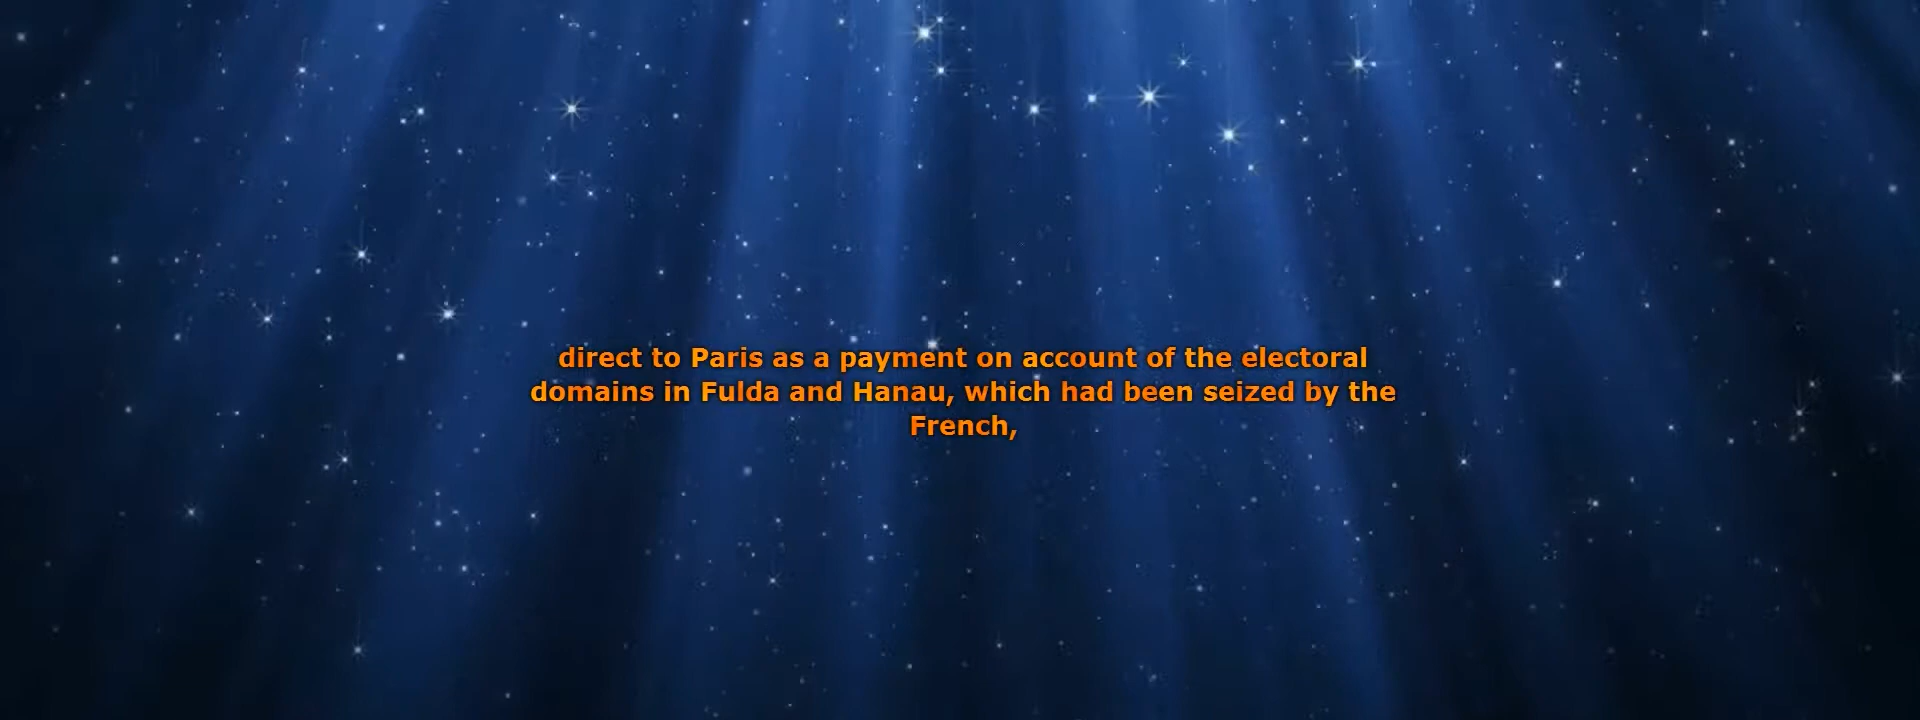 direct to Paris as a payment on account of the electoral
domains in Fulda and Hanau, which had been seized by the
French,